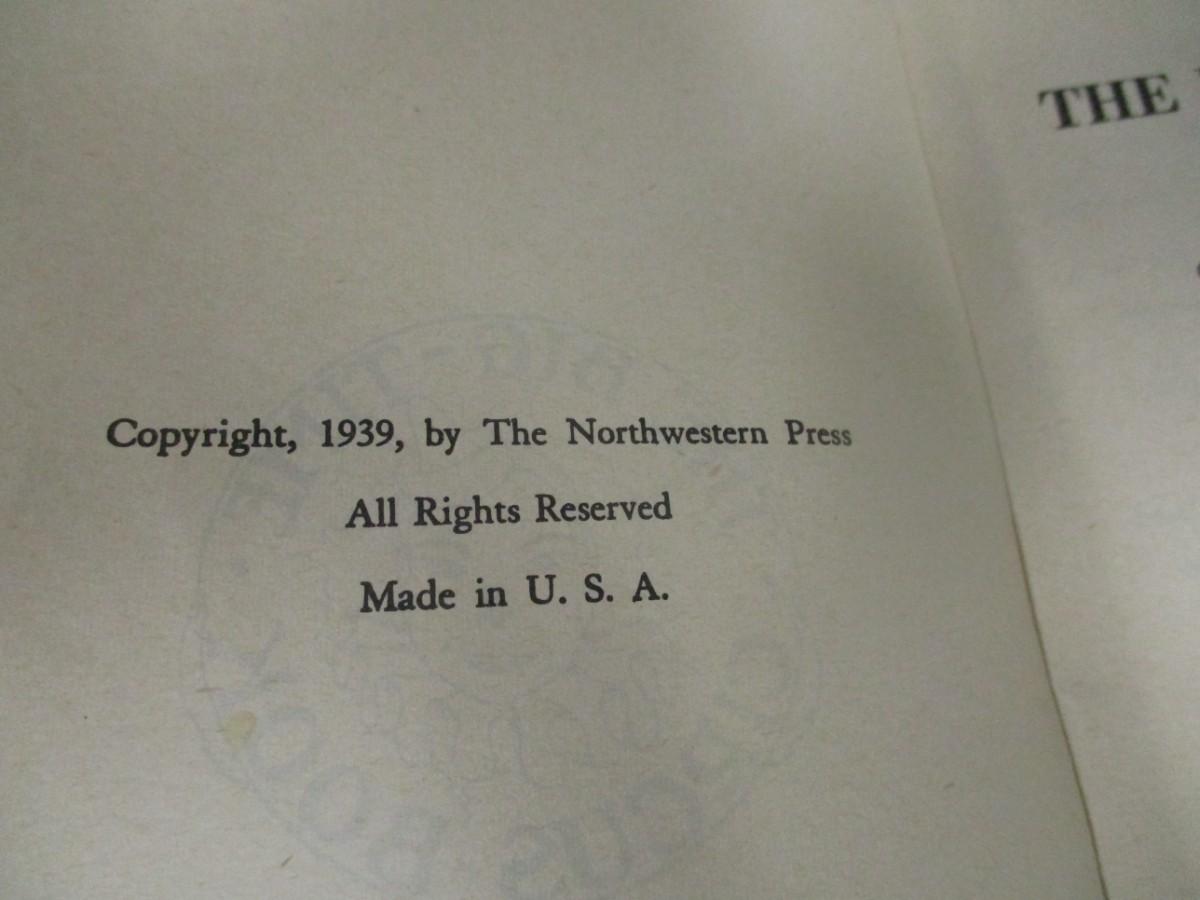 Copyright, 1939, by The Northwestern Press
All Rights Reserved
Made in U. S. A.
THE